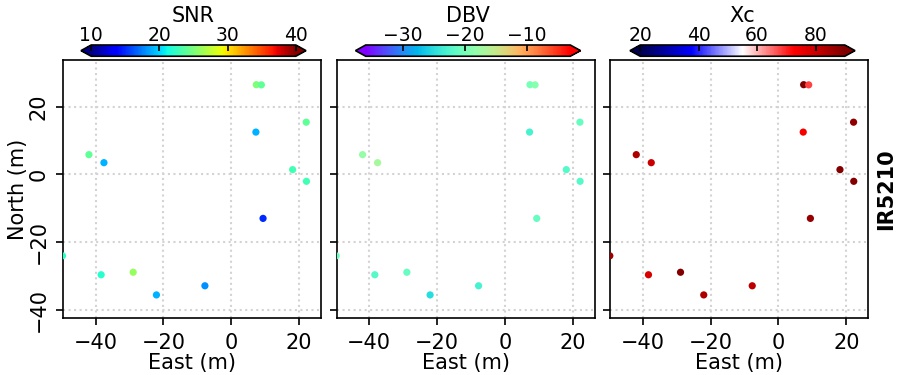 SNR DBV Xc
10 20 30 40 −30 −20 −10 20 40 60 80
North (m)
20
0
−20
−40
IR5210
−40 −20 0 20 −40 −20 0 20 −40 −20 0 20
East (m) East (m) East (m)